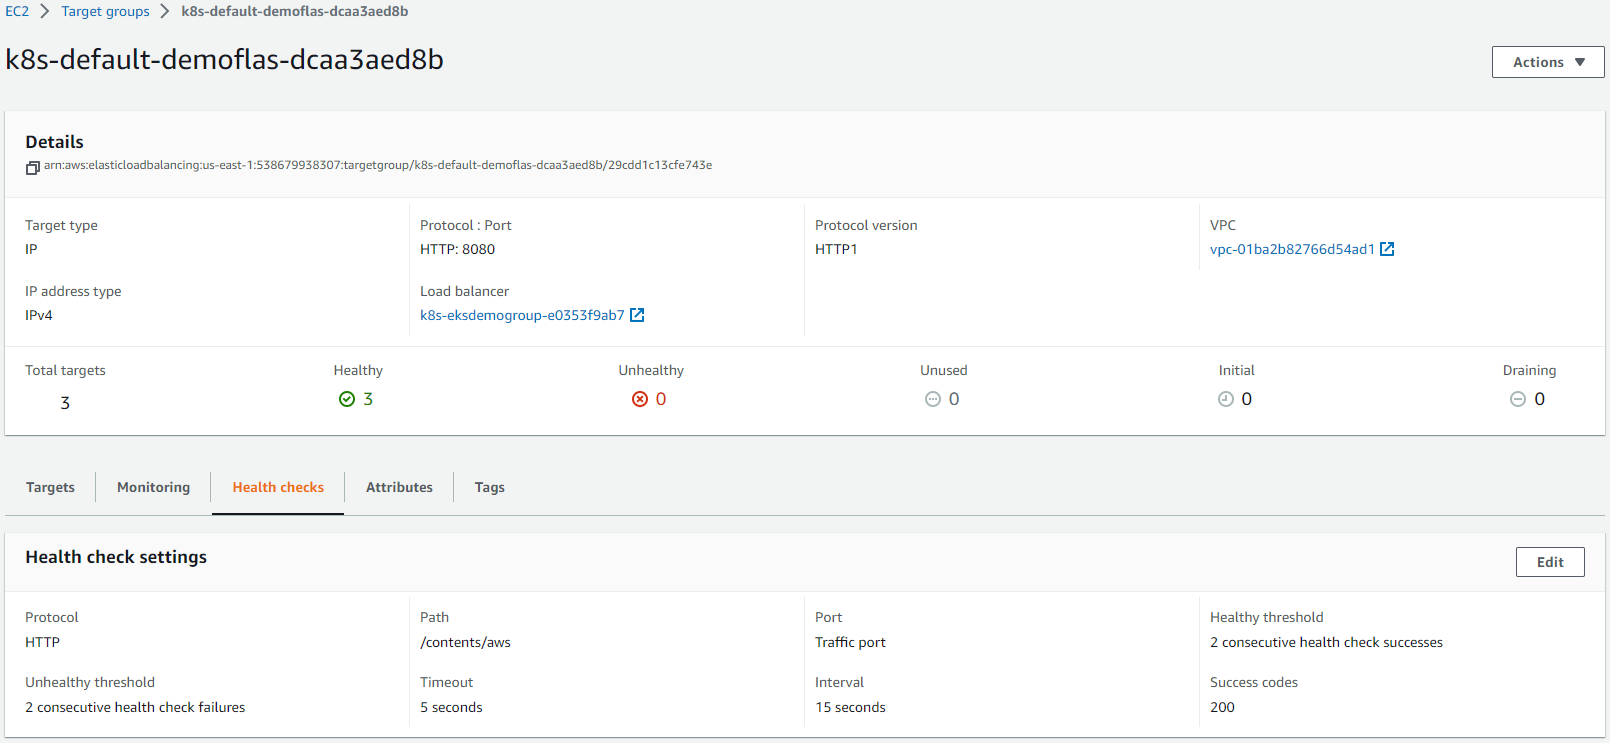 EC2 > Target groups > k8s-default-demoflas-dcaa3aed8b
k8s-default-demoflas-dcaa3aed8b
Actions
Details
arn:aws:elasticloadbalancing:us-east-1:538679938307:targetgroup/k8s-default-demoflas-dcaa3aed8b/29cdd1c13cfe743e
Target type Protocol : Port Protocol version VPC
IP HTTP: 8080 HTTP1 vpc-01ba2b82766d54ad1
IP address type Load balancer
IPv4 k8s-eksdemogroup-e0353f9ab7
Total targets Healthy Unhealthy Unused Initial Draining
3 3 0 0 0 0
Targets Monitoring Health checks Attributes Tags
Health check settings Edit
Protocol Path Port Healthy threshold
HTTP /contents/aws Traffic port 2 consecutive health check successes
Unhealthy threshold Timeout Interval Success codes
2 consecutive health check failures 5 seconds 15 seconds 200